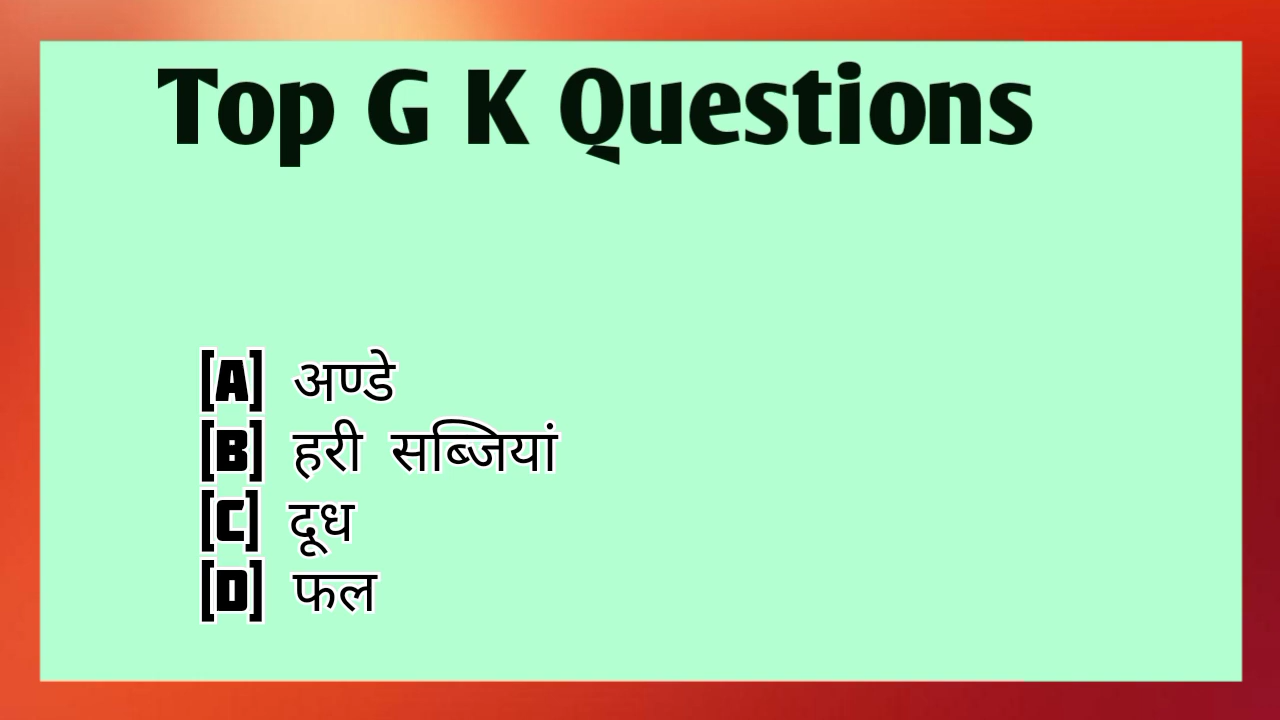 Top G K Questions
[A] अण्डे
[B] हरी सब्जियां
[C] दूध
[D] फल